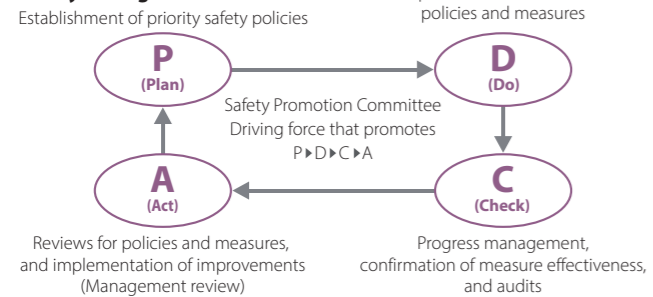 Establishment of priority safety policies
policies and measures
P
(Plan)
D
(Do)
Safety Promotion Committee
Driving force that promotes
P▶D▶C▶A
A
(Act)
C
(Check)
Reviews for policies and measures,
and implementation of improvements
(Management review)
Progress management,
confirmation of measure effectiveness,
and audits